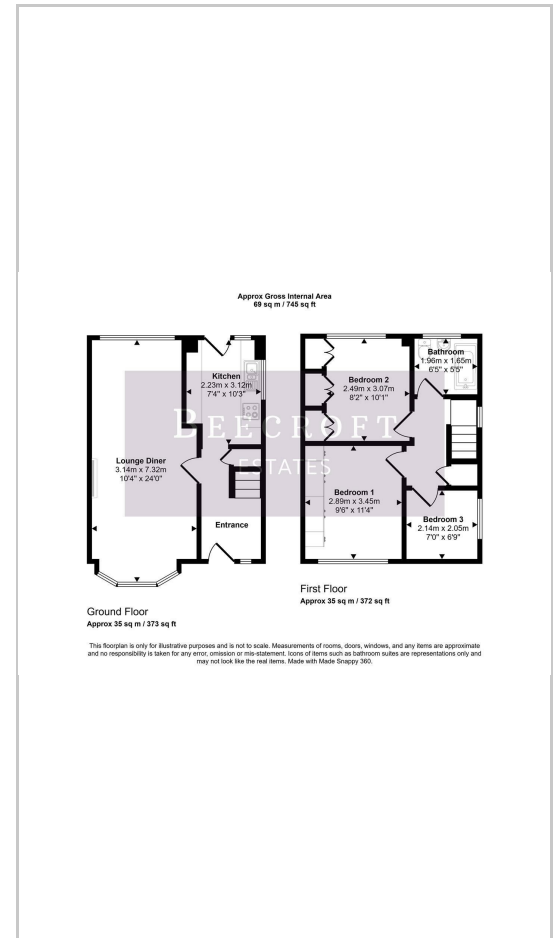 Approx Gross Internal Area
69 sq m / 745 sq ft
Kitchen
2.23m x 3.12m
7'4" x 10'3"
Lounge Diner
3.14m x 7.32m
10'4" x 24'0"
Entrance
Ground Floor
Approx 35 sq m / 373 sq ft
Bathroom
1.96m x 1.65m
6'5" x 5'5"
Bedroom 2
2.49m x 3.07m
8'2" x 10'1"
Bedroom 1
2.89m x 3.45m
9'6" x 11'4"
Bedroom 3
2.14m x 2.05m
7'0" x 6'9"
First Floor
Approx 35 sq m / 372 sq ft
BEECROFT
ESTATES
This floorplan is only for illustrative purposes and is not to scale. Measurements of rooms, doors, windows, and any items are approximate
and no responsibility is taken for any error, omission or mis-statement. Icons of items such as bathroom suites are representations only and
may not look like the real items. Made with Made Snappy 360.